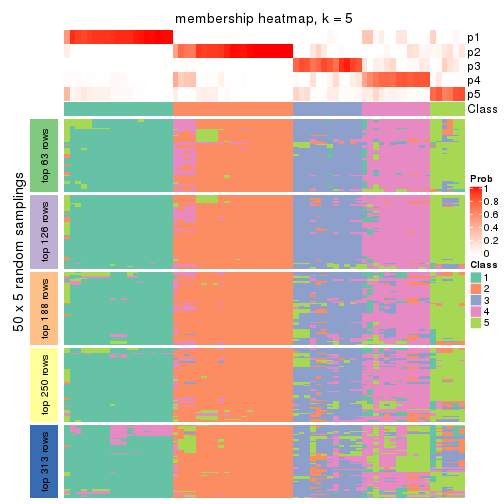 membership heatmap, k = 5
p1
p2
p3
p4
p5
Class
50 x 5 random samplings
top 63 rows
top 126 rows
top 188 rows
top 250 rows
top 313 rows
Prob
1
0.8
0.6
0.4
0.2
0
Class
1
2
3
4
5